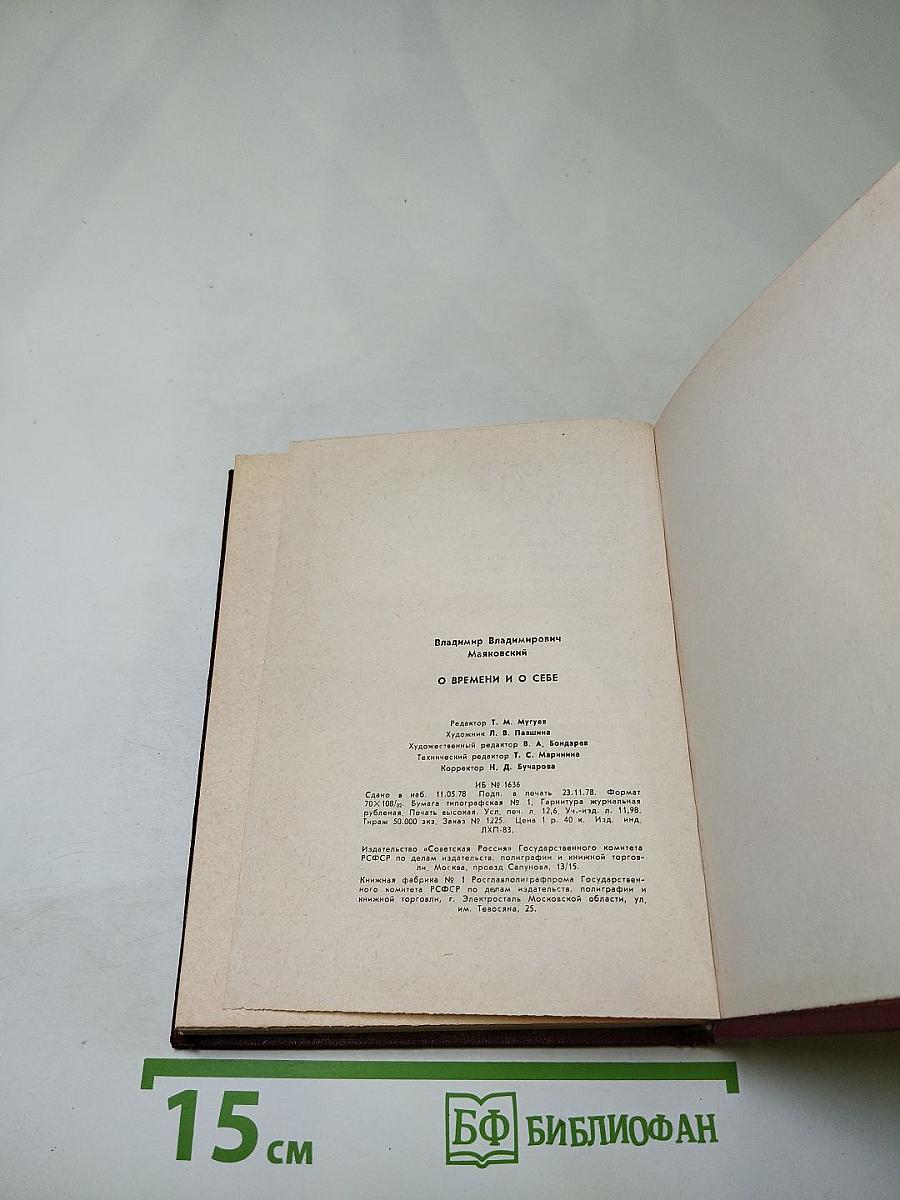 Владимир Владимирович
Маяковский
О ВРЕМЕНИ И О СЕБЕ
Редактор Т. М. Мугуев
Художник Л. В. Павшина
Художественный редактор В. А. Бондарев
Технический редактор Т. С. Маринина
Корректор Н. Д. Бучарова
ИБ № 1636
Сдано в наб. 11.05.78 Подп. в печать 23.11.78. Формат
70×108/32. Бумага типографская № 1. Гарнитура журнальная
рубленая. Печать высокая. Усл. печ. л. 12,6. Уч.-изд. л. 11,98.
Тираж 50.000 экз. Заказ № 1225. Цена 1 р. 40 к. Изд. инд.
ЛХП-83.
Издательство «Советская Россия» Государственного комитета
РСФСР по делам издательств, полиграфии и книжной торгов-
ли. Москва, проезд Сапунова, 13/15.
Книжная фабрика № 1 Росглавполиграфпрома Государствен-
ного комитета РСФСР по делам издательств, полиграфии и
книжной торговли, г. Электросталь Московской области, ул.
им. Тевосяна, 25.
15 см
БФ БИБЛИОФАН